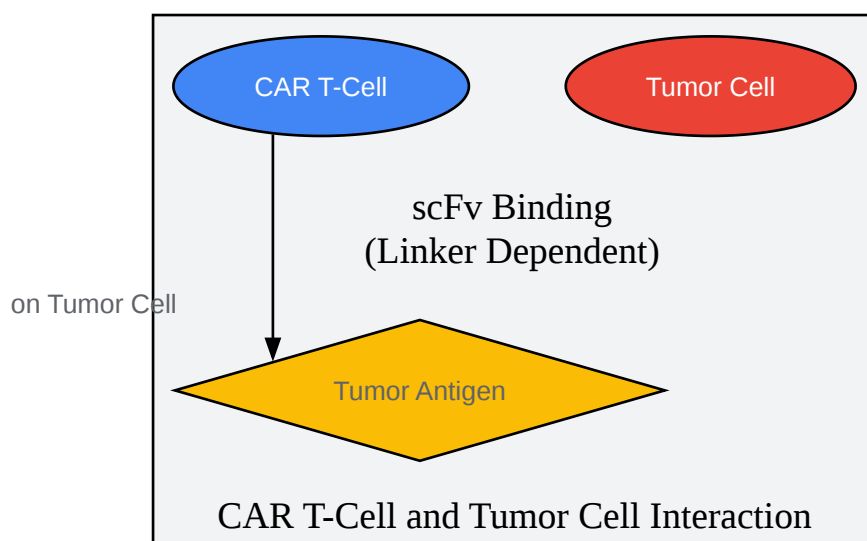 CAR T-Cell
Tumor Cell
scFv Binding
(Linker Dependent)
on Tumor Cell
Tumor Antigen
CAR T-Cell and Tumor Cell Interaction